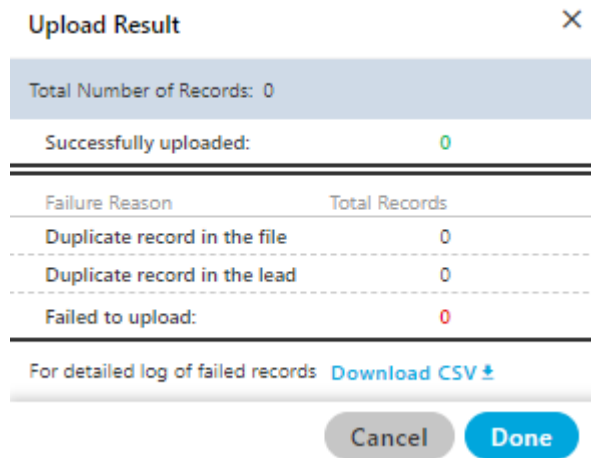 Upload Result
Total Number of Records: 0
Successfully uploaded: 0
Failure Reason Total Records
Duplicate record in the file 0
Duplicate record in the lead 0
Failed to upload: 0
For detailed log of failed records Download CSV
Cancel Done